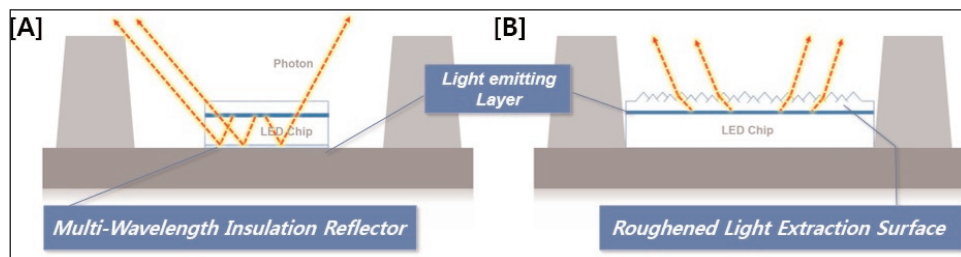 [A]
Photon
LED Chip
Multi-Wavelength Insulation Reflector
Light emitting
Layer
[B]
LED Chip
Roughened Light Extraction Surface